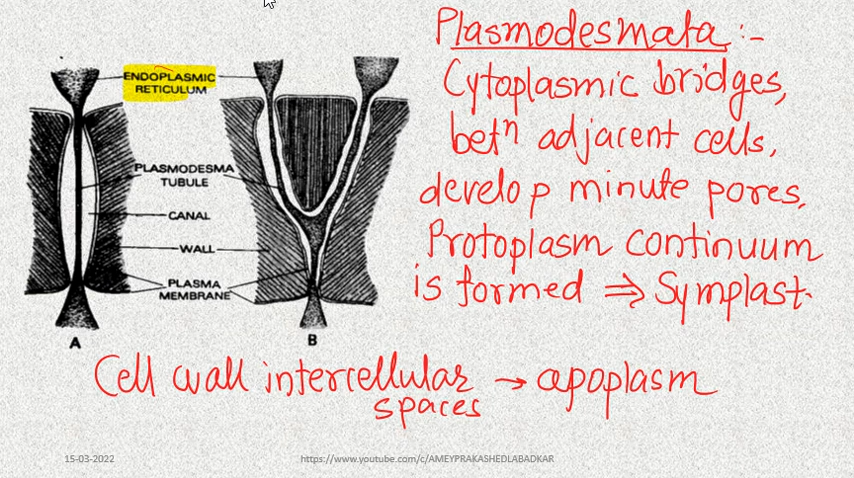 Plasmodesmata :-
Cytoplasmic bridges,
betⁿ adjacent cells,
develop minute pores.
Protoplasm continuum
is formed ⇒ Symplast.
ENDOPLASMIC
RETICULUM
PLASMODESMA
TUBULE
CANAL
WALL
PLASMA
MEMBRANE
A
B
Cell wall intercellular → apoplasm
spaces
15-03-2022
https://www.youtube.com/c/AMEYPRAKASHEDLABADKAR